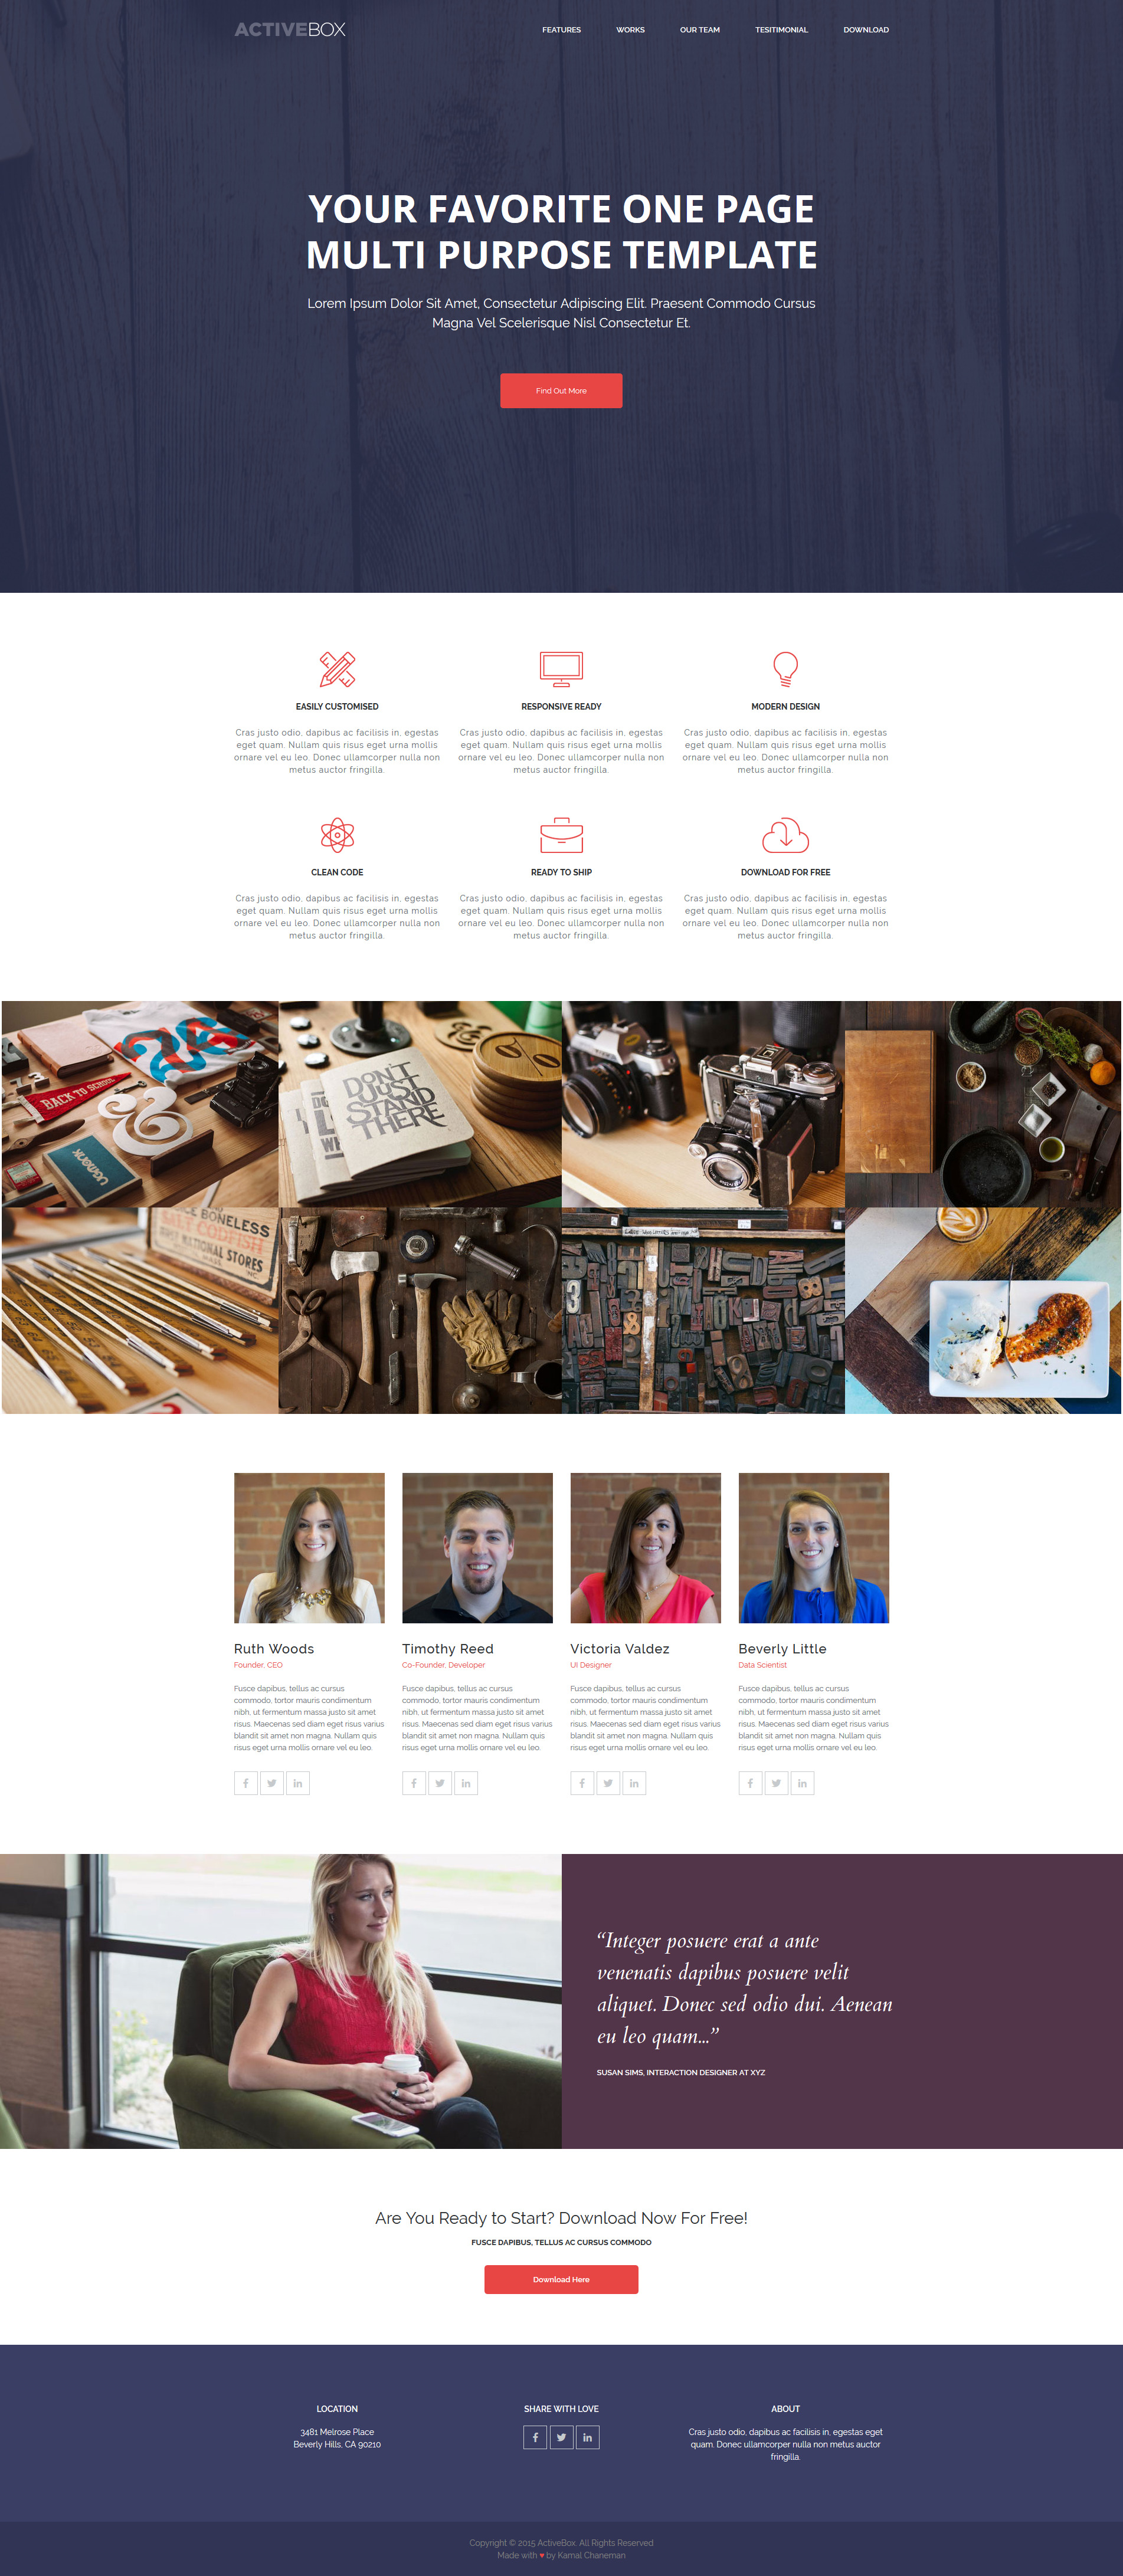 ACTIVEBOX
FEATURES WORKS OUR TEAM TESITIMONIAL DOWNLOAD
YOUR FAVORITE ONE PAGE
MULTI PURPOSE TEMPLATE
Lorem Ipsum Dolor Sit Amet, Consectetur Adipiscing Elit. Praesent Commodo Cursus
Magna Vel Scelerisque Nisl Consectetur Et.
Find Out More
EASILY CUSTOMISED
Cras justo odio, dapibus ac facilisis in, egestas
eget quam. Nullam quis risus eget urna mollis
ornare vel eu leo. Donec ullamcorper nulla non
metus auctor fringilla.
RESPONSIVE READY
Cras justo odio, dapibus ac facilisis in, egestas
eget quam. Nullam quis risus eget urna mollis
ornare vel eu leo. Donec ullamcorper nulla non
metus auctor fringilla.
MODERN DESIGN
Cras justo odio, dapibus ac facilisis in, egestas
eget quam. Nullam quis risus eget urna mollis
ornare vel eu leo. Donec ullamcorper nulla non
metus auctor fringilla.
CLEAN CODE
Cras justo odio, dapibus ac facilisis in, egestas
eget quam. Nullam quis risus eget urna mollis
ornare vel eu leo. Donec ullamcorper nulla non
metus auctor fringilla.
READY TO SHIP
Cras justo odio, dapibus ac facilisis in, egestas
eget quam. Nullam quis risus eget urna mollis
ornare vel eu leo. Donec ullamcorper nulla non
metus auctor fringilla.
DOWNLOAD FOR FREE
Cras justo odio, dapibus ac facilisis in, egestas
eget quam. Nullam quis risus eget urna mollis
ornare vel eu leo. Donec ullamcorper nulla non
metus auctor fringilla.
BACK TO SCHOOL
&
UGMONK
DON'T
JUST
STAND
THERE
BONELESS
STORES
Ruth Woods
Founder, CEO
Fusce dapibus, tellus ac cursus
commodo, tortor mauris condimentum
nibh, ut fermentum massa justo sit amet
risus. Maecenas sed diam eget risus varius
blandit sit amet non magna. Nullam quis
risus eget urna mollis ornare vel eu leo.
Timothy Reed
Co-Founder, Developer
Fusce dapibus, tellus ac cursus
commodo, tortor mauris condimentum
nibh, ut fermentum massa justo sit amet
risus. Maecenas sed diam eget risus varius
blandit sit amet non magna. Nullam quis
risus eget urna mollis ornare vel eu leo.
Victoria Valdez
UI Designer
Fusce dapibus, tellus ac cursus
commodo, tortor mauris condimentum
nibh, ut fermentum massa justo sit amet
risus. Maecenas sed diam eget risus varius
blandit sit amet non magna. Nullam quis
risus eget urna mollis ornare vel eu leo.
Beverly Little
Data Scientist
Fusce dapibus, tellus ac cursus
commodo, tortor mauris condimentum
nibh, ut fermentum massa justo sit amet
risus. Maecenas sed diam eget risus varius
blandit sit amet non magna. Nullam quis
risus eget urna mollis ornare vel eu leo.
“Integer posuere erat a ante
venenatis dapibus posuere velit
aliquet. Donec sed odio dui. Aenean
eu leo quam...”
SUSAN SIMS, INTERACTION DESIGNER AT XYZ
Are You Ready to Start? Download Now For Free!
FUSCE DAPIBUS, TELLUS AC CURSUS COMMODO
Download Here
LOCATION
3481 Melrose Place
Beverly Hills, CA 90210
SHARE WITH LOVE
ABOUT
Cras justo odio, dapibus ac facilisis in, egestas eget
quam. Donec ullamcorper nulla non metus auctor
fringilla.
Copyright © 2015 ActiveBox. All Rights Reserved
Made with ♥ by Kamal Chaneman